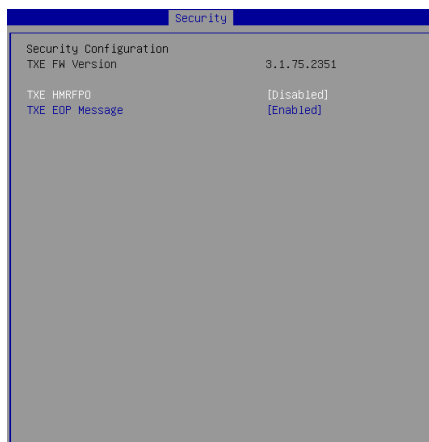 Security
Security Configuration
TXE FW Version 3.1.75.2351
TXE HMRFPO [Disabled]
TXE EOP Message [Enabled]